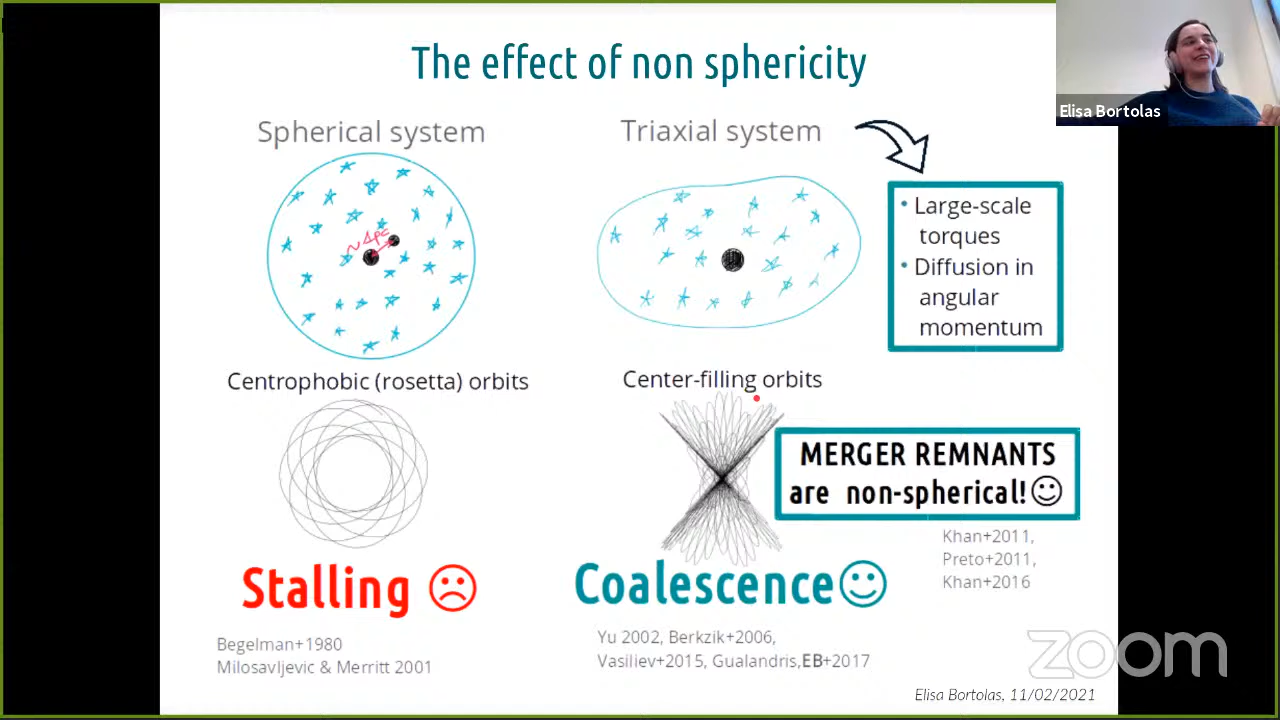 The effect of non sphericity
Elisa Bortolas
Spherical system
Triaxial system
• Large-scale
torques
• Diffusion in
angular
momentum
~1pc
Centrophobic (rosetta) orbits
Center-filling orbits
MERGER REMNANTS
are non-spherical!
Khan+2011,
Preto+2011,
Khan+2016
Stalling
Coalescence
Begelman+1980
Milosavljevic & Merritt 2001
Yu 2002, Berkzik+2006,
Vasiliev+2015, Gualandris,EB+2017
zoom
Elisa Bortolas, 11/02/2021